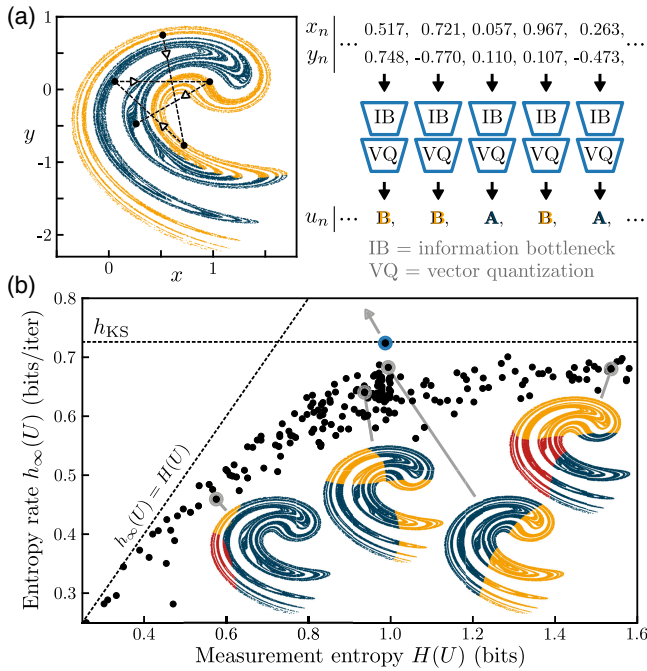 (a)
1
0
-1
-2
y
0
1
x
x_n | ... 0.517, 0.721, 0.057, 0.967, 0.263, ...
y_n | ... 0.748, -0.770, 0.110, 0.107, -0.473, ...
IB IB IB IB IB
VQ VQ VQ VQ VQ
u_n | ... B, B, A, B, A, ...
IB = information bottleneck
VQ = vector quantization
(b)
Entropy rate h_∞(U) (bits/iter)
0.8
0.7
0.6
0.5
0.4
0.3
h_KS
h_∞(U) = H(U)
0.4 0.6 0.8 1.0 1.2 1.4 1.6
Measurement entropy H(U) (bits)